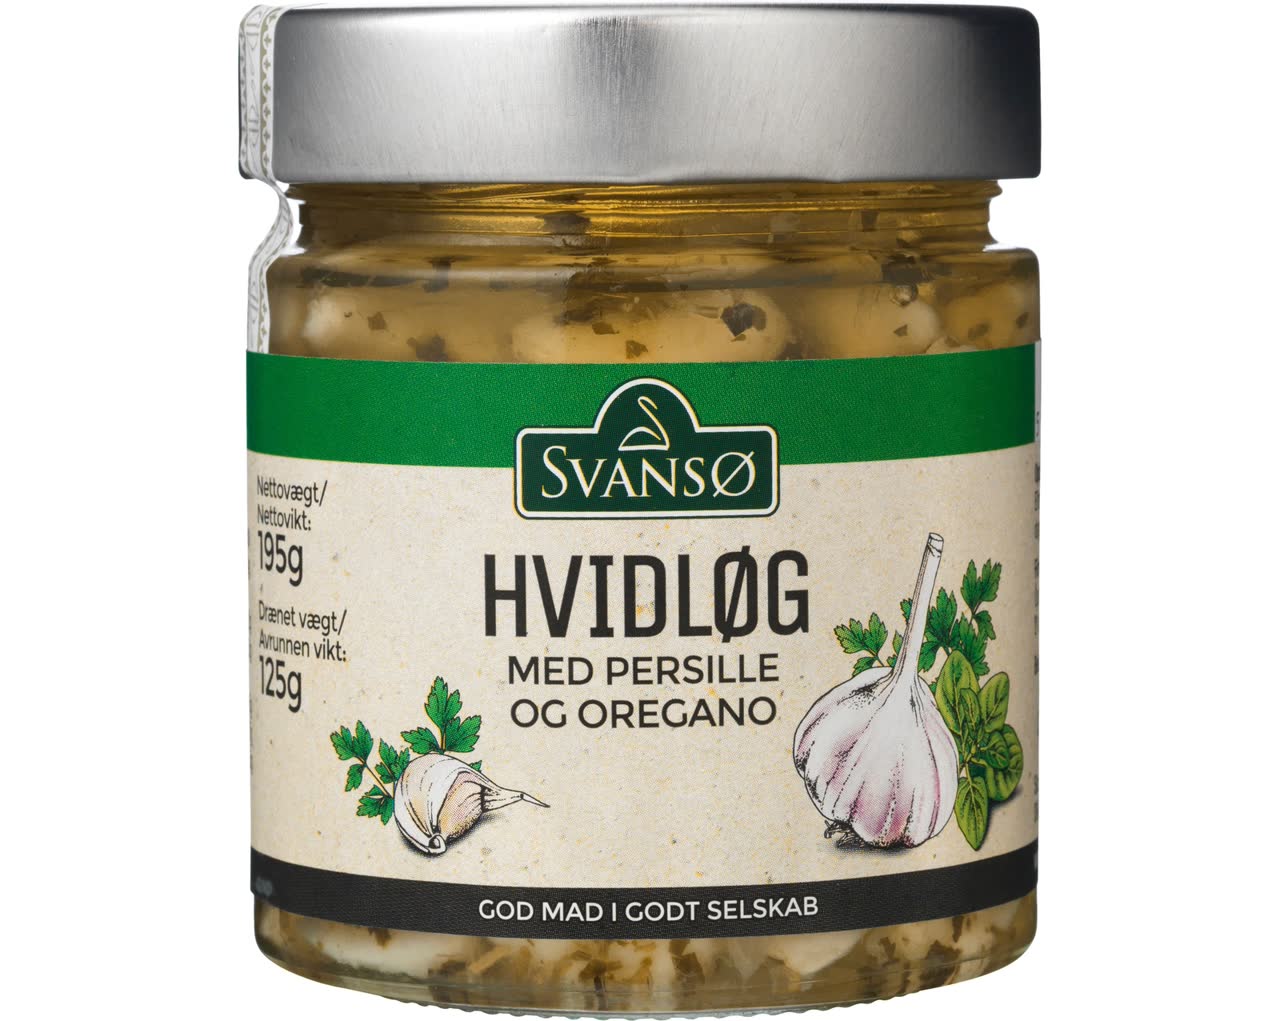 SVANSØ
Nettovægt/
Nettovikt:
195g
Drænet vægt/
Avrunnen vikt:
125g
HVIDLØG
MED PERSILLE
OG OREGANO
GOD MAD I GODT SELSKAB